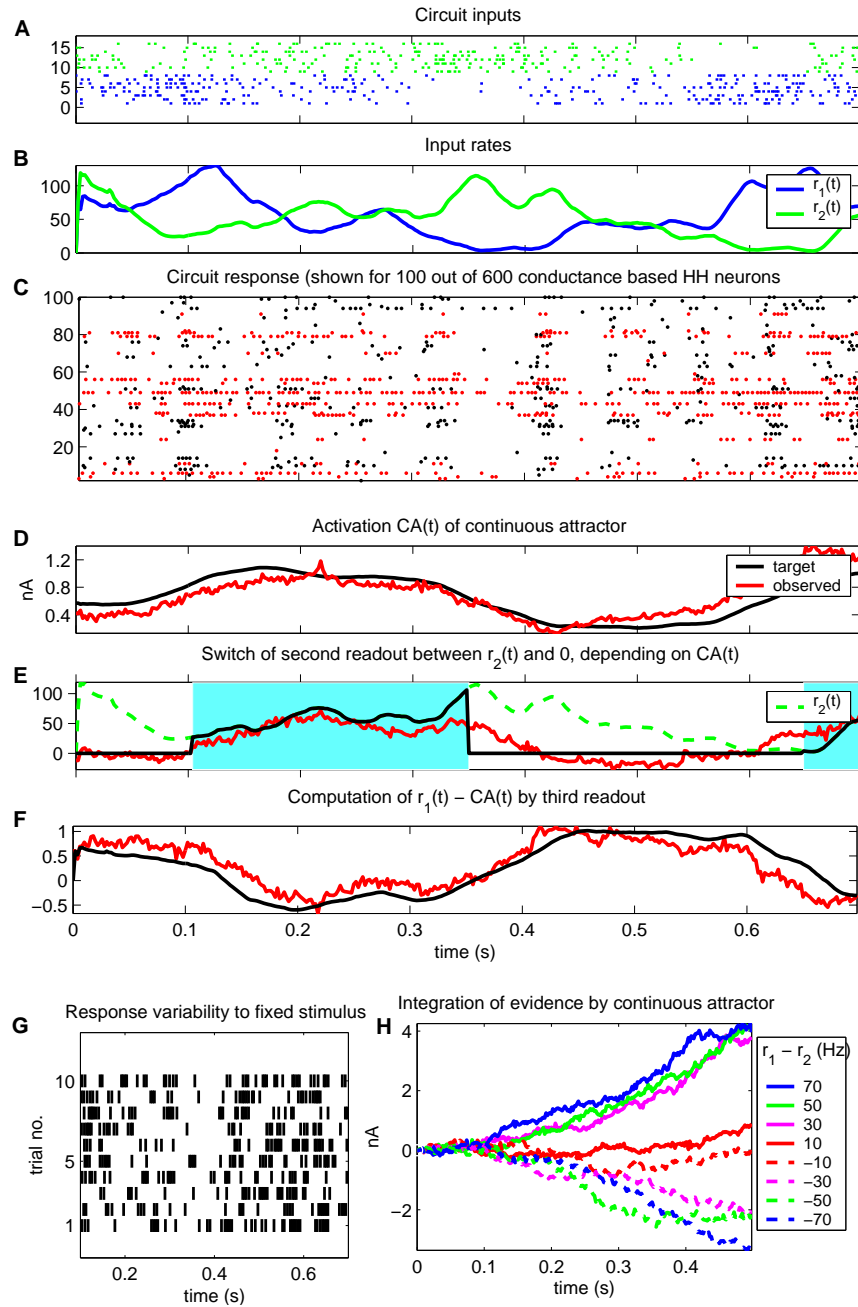 A
Circuit inputs
15
10
5
0
B
Input rates
100
50
0
r1(t)
r2(t)
Circuit response (shown for 100 out of 600 conductance based HH neurons
C
100
80
60
40
20
D
Activation CA(t) of continuous attractor
nA
1.2
0.8
0.4
target
observed
Switch of second readout between r2(t) and 0, depending on CA(t)
E
100
50
0
r2(t)
Computation of r1(t) − CA(t) by third readout
F
1
0.5
0
−0.5
0 0.1 0.2 0.3 0.4 0.5 0.6
time (s)
G
Response variability to fixed stimulus
trial no.
10
5
1
0.2 0.4 0.6
time (s)
H
Integration of evidence by continuous attractor
nA
4
2
0
−2
0 0.1 0.2 0.3 0.4
time (s)
r1 − r2 (Hz)
70
50
30
10
−10
−30
−50
−70